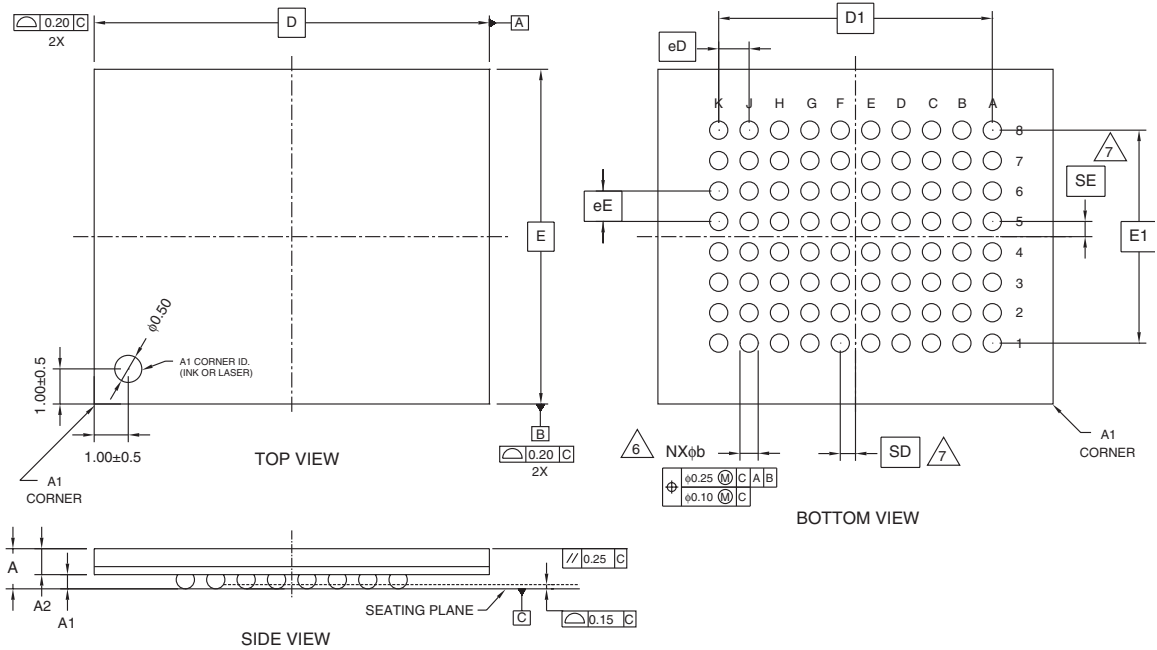 0.20 C
2X
D
A
E
φ0.50
A1 CORNER ID.
(INK OR LASER)
1.00±0.5
1.00±0.5
A1
CORNER
TOP VIEW
B
0.20 C
2X
D1
eD
K J H G F E D C B A
8
7
6
5
4
3
2
1
7
SE
E1
eE
6
NXφb
φ0.25 M C A B
φ0.10 M C
SD
7
A1
CORNER
BOTTOM VIEW
A
A2
A1
// 0.25 C
SEATING PLANE
C
0.15 C
SIDE VIEW